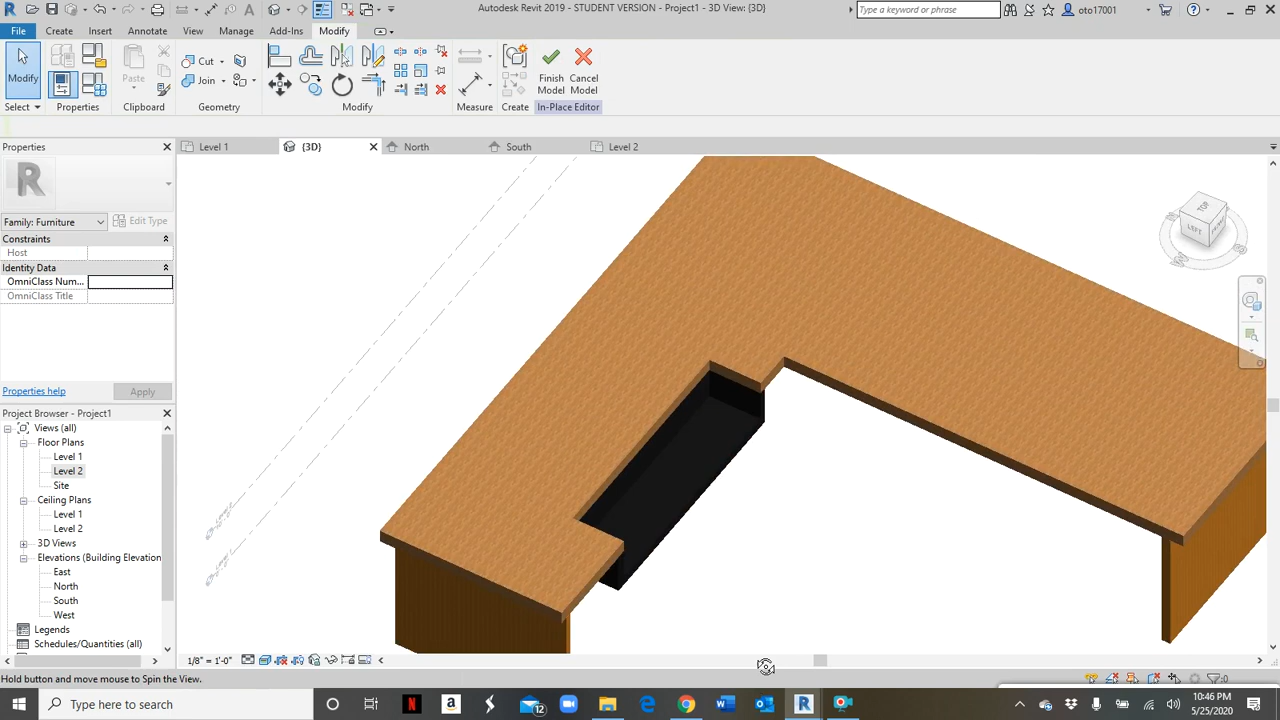 Autodesk Revit 2019 - STUDENT VERSION - Project1 - 3D View: {3D}
Type a keyword or phrase
oto17001
File Create Insert Annotate View Manage Add-Ins Modify
Modify
Paste
Cut
Join
Finish Model
Cancel Model
Select Properties Clipboard Geometry Modify Measure Create In-Place Editor
Properties
Level 1 {3D} North South Level 2
R
Family: Furniture Edit Type
Constraints
Host
Identity Data
OmniClass Num...
OmniClass Title
TOP
LEFT
Properties help Apply
Project Browser - Project1
Views (all)
Floor Plans
Level 1
Level 2
Site
Ceiling Plans
Level 1
Level 2
3D Views
Elevations (Building Elevation
East
North
South
West
Legends
Schedules/Quantities (all)
1/8" = 1'-0"
Hold button and move mouse to Spin the View.
:0
Type here to search
12
10:46 PM
5/25/2020